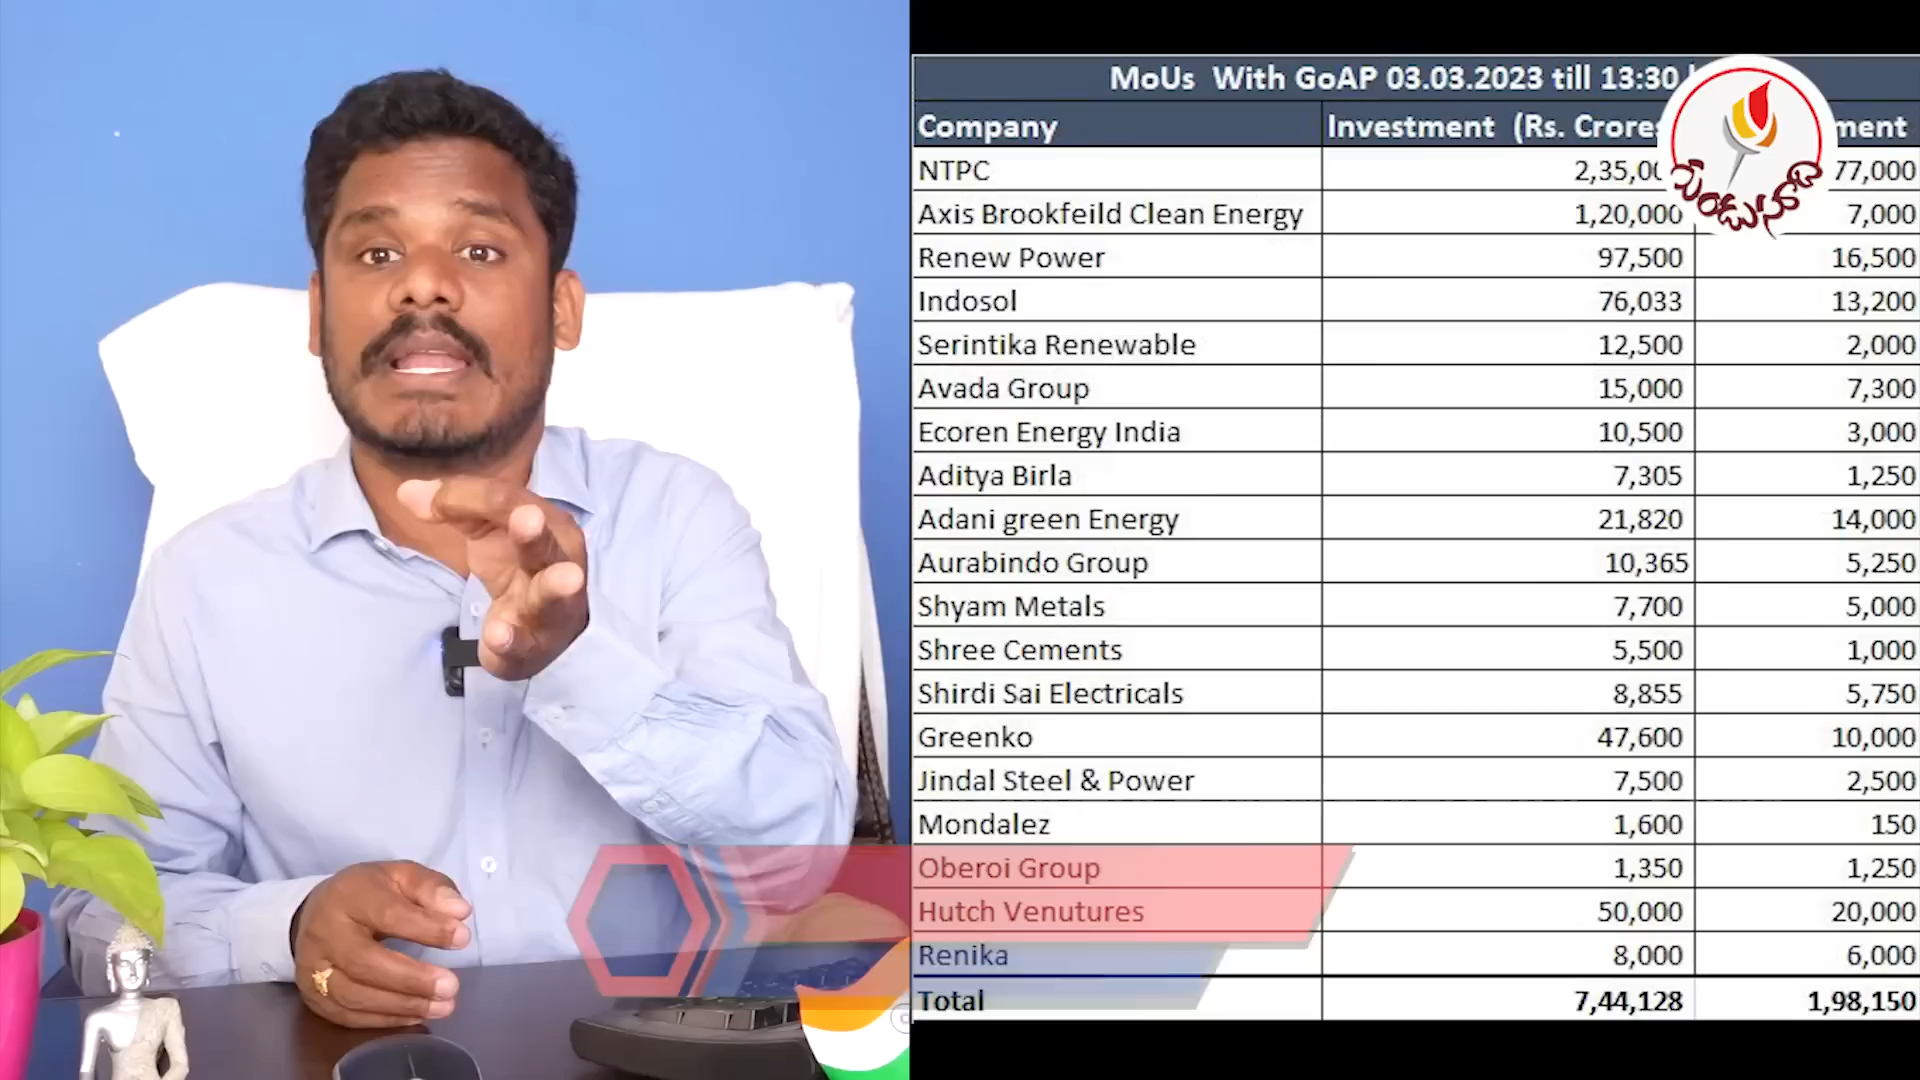 MoUs With GoAP 03.03.2023 till 13:30
Company Investment (Rs. Crores
NTPC 77,000
Axis Brookfeild Clean Energy 1,20,000 7,000
Renew Power 97,500 16,500
Indosol 76,033 13,200
Serintika Renewable 12,500 2,000
Avada Group 15,000 7,300
Ecoren Energy India 10,500 3,000
Aditya Birla 7,305 1,250
Adani green Energy 21,820 14,000
Aurabindo Group 10,365 5,250
Shyam Metals 7,700 5,000
Shree Cements 5,500 1,000
Shirdi Sai Electricals 8,855 5,750
Greenko 47,600 10,000
Jindal Steel & Power 7,500 2,500
Mondalez 1,600 150
Oberoi Group 1,350 1,250
Hutch Venutures 50,000 20,000
Renika 8,000 6,000
Total 7,44,128 1,98,150